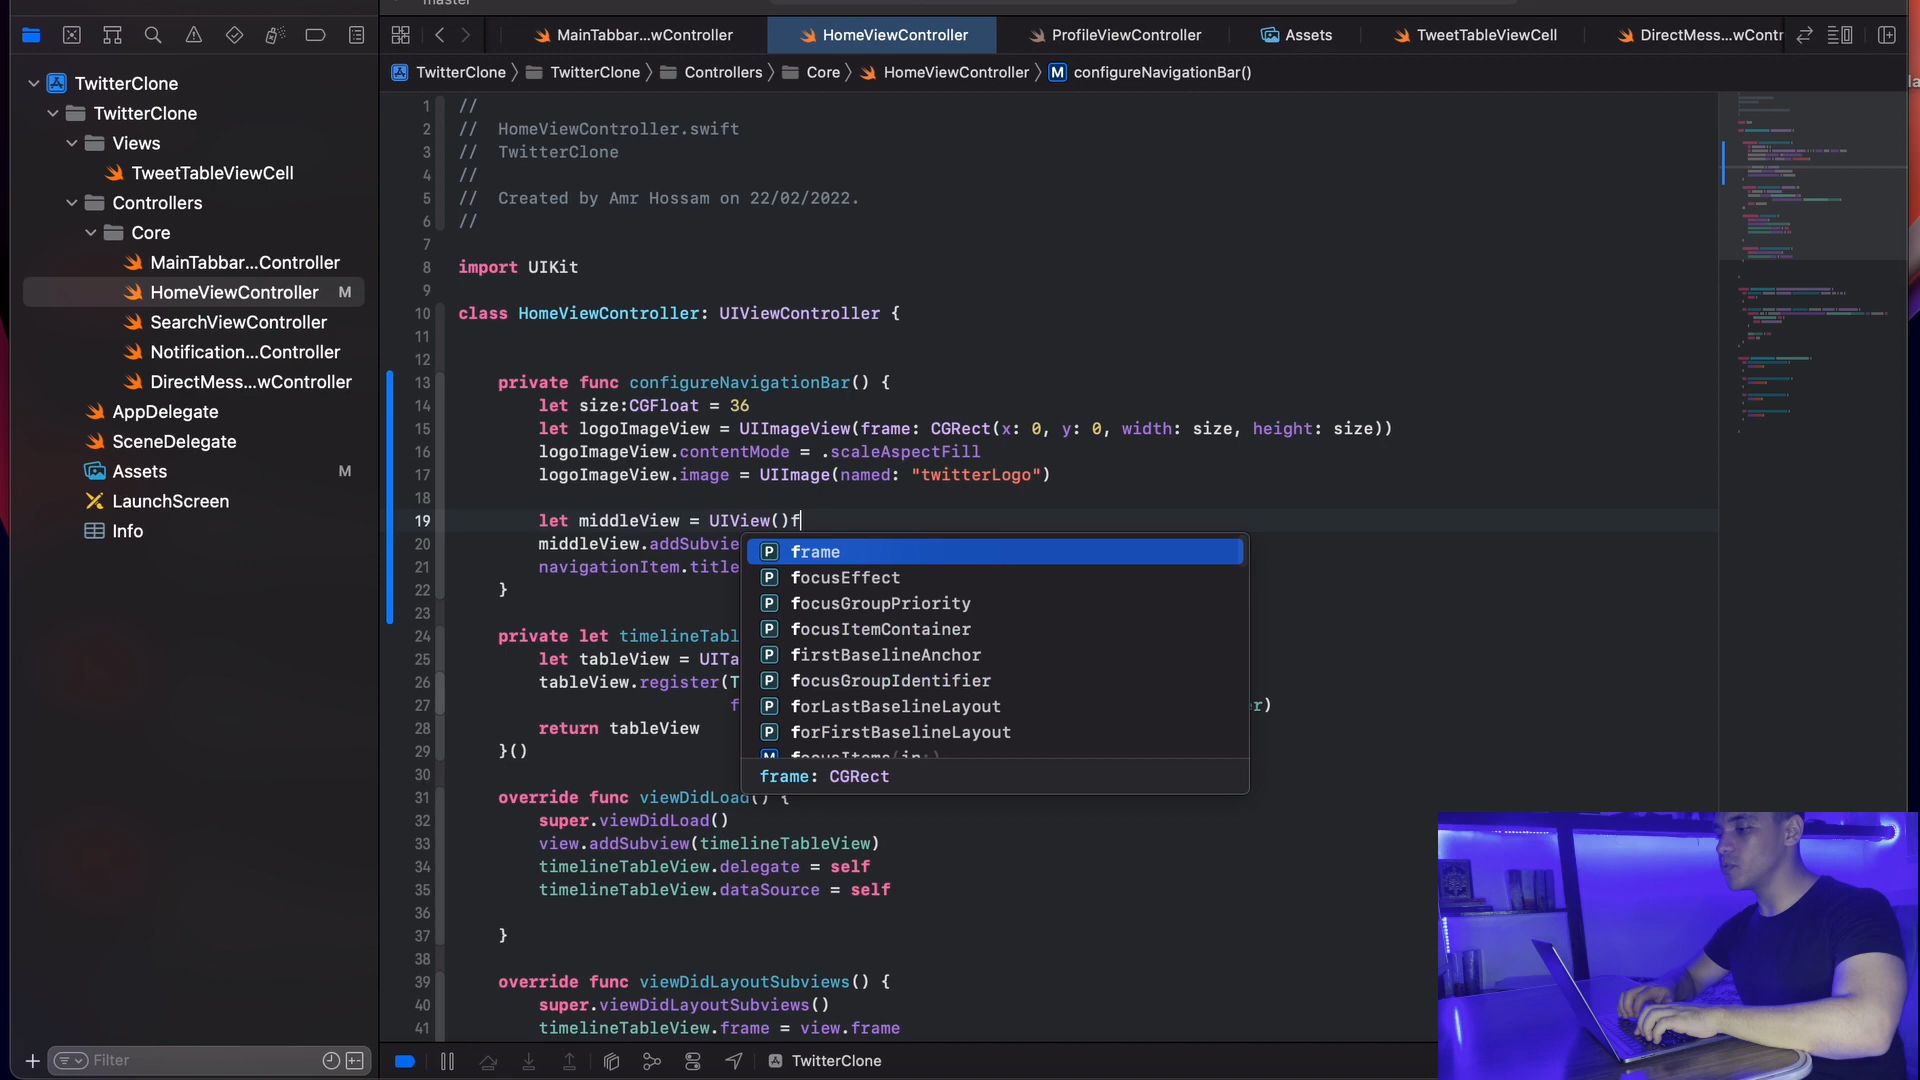 master
MainTabbar...wController
HomeViewController
ProfileViewController
Assets
TweetTableViewCell
DirectMess...wContr
TwitterClone
TwitterClone
Controllers
Core
HomeViewController
M
configureNavigationBar()
TwitterClone
TwitterClone
Views
TweetTableViewCell
Controllers
Core
MainTabbar...Controller
HomeViewController M
SearchViewController
Notification...Controller
DirectMess...wController
AppDelegate
SceneDelegate
Assets M
LaunchScreen
Info
Filter
1 //
2 // HomeViewController.swift
3 // TwitterClone
4 //
5 // Created by Amr Hossam on 22/02/2022.
6 //
7
8 import UIKit
9
10 class HomeViewController: UIViewController {
11
12
13 private func configureNavigationBar() {
14 let size:CGFloat = 36
15 let logoImageView = UIImageView(frame: CGRect(x: 0, y: 0, width: size, height: size))
16 logoImageView.contentMode = .scaleAspectFill
17 logoImageView.image = UIImage(named: "twitterLogo")
18
19 let middleView = UIView()f
20 middleView.addSubvie
21 navigationItem.title
22 }
23
24 private let timelineTabl
25 let tableView = UITa
26 tableView.register(T
27 f er)
28 return tableView
29 }()
30
31 override func viewDidLoad() {
32 super.viewDidLoad()
33 view.addSubview(timelineTableView)
34 timelineTableView.delegate = self
35 timelineTableView.dataSource = self
36
37 }
38
39 override func viewDidLayoutSubviews() {
40 super.viewDidLayoutSubviews()
41 timelineTableView.frame = view.frame
P frame
P focusEffect
P focusGroupPriority
P focusItemContainer
P firstBaselineAnchor
P focusGroupIdentifier
P forLastBaselineLayout
P forFirstBaselineLayout
M focusItems(in:)
frame: CGRect
TwitterClone